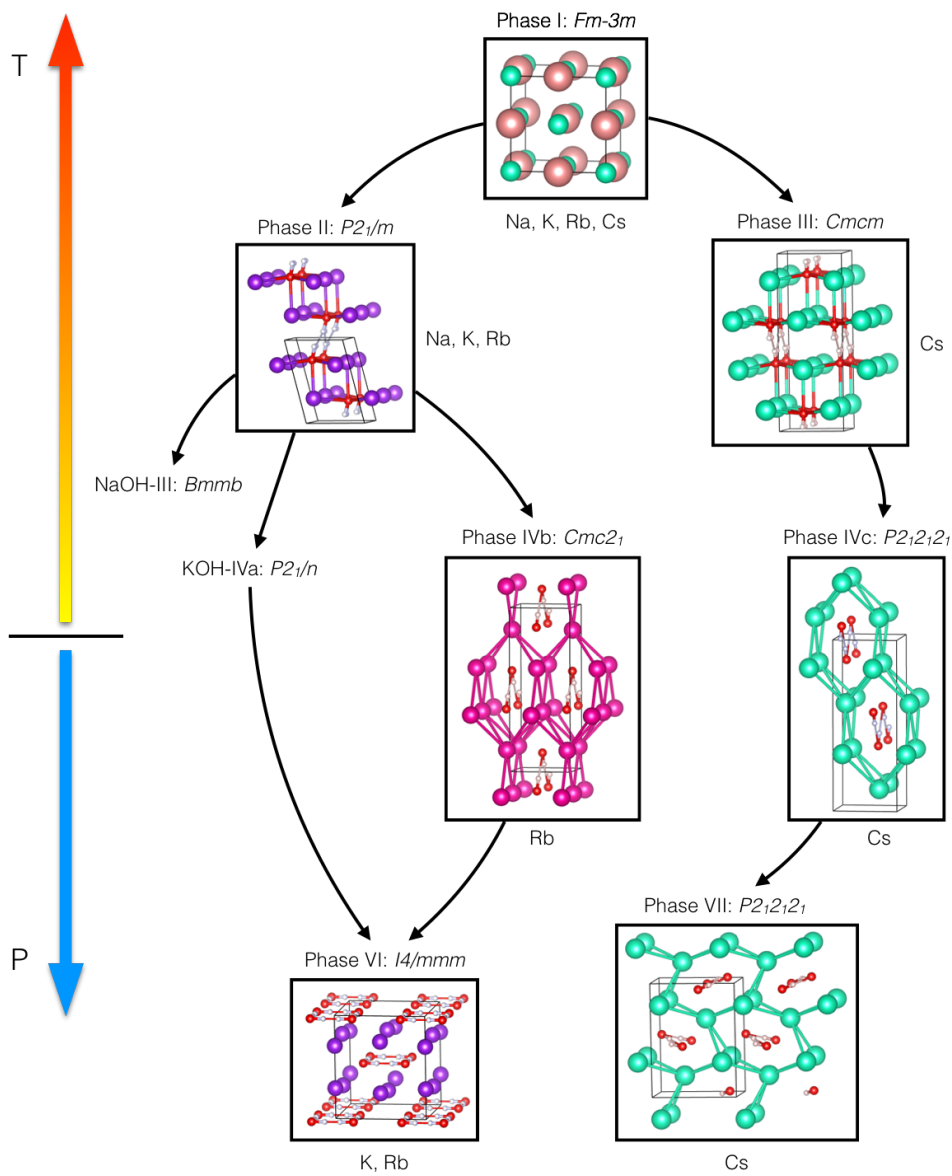 Phase I: Fm-3m
T
Na, K, Rb, Cs
Phase II: P2₁/m
Phase III: Cmcm
Na, K, Rb
Cs
NaOH-III: Bmmb
Phase IVb: Cmc2₁
Phase IVc: P2₁2₁2₁
KOH-IVa: P2₁/n
Rb
Cs
Phase VII: P2₁2₁2₁
P
Phase VI: I4/mmm
K, Rb
Cs